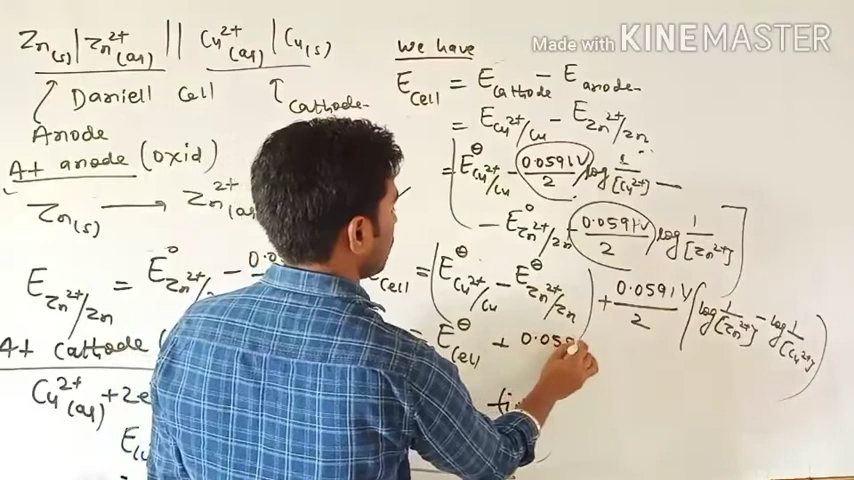 Made with KINEMASTER
Zn(s)|Zn²⁺(aq) || Cu²⁺(aq)|Cu(s)
Daniell cell
Anode
Cathode
At anode (oxid)
Zn(s) ⟶ Zn²⁺(aq)
E Zn²⁺/Zn = E° Zn²⁺/Zn - 0.0
At cathode
Cu²⁺(aq) + 2e
we have
E cell = E cathode - E anode
= E Cu²⁺/Cu - E Zn²⁺/Zn
= [E⊖ Cu²⁺/Cu - 0.0591V/2 log 1/[Cu²⁺] -
- E° Zn²⁺/Zn - 0.0591V/2 log 1/[Zn²⁺]]
cell = (E⊖ Cu²⁺/Cu - E⊖ Zn²⁺/Zn) + 0.0591V/2 (log 1/[Zn²⁺] - log 1/[Cu²⁺])
= E⊖ cell + 0.059